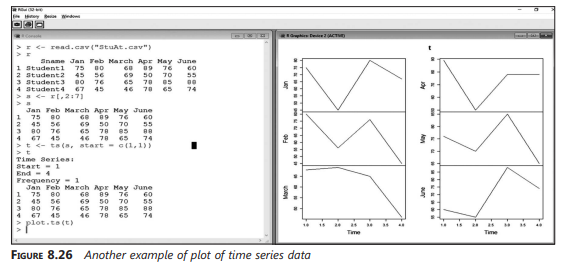 RGui (32-bit)
File History Resize Windows
R Console
> r <- read.csv("StuAt.csv")
> r
Sname Jan Feb March Apr May June
1 Student1 75 80 68 89 76 60
2 Student2 45 56 69 50 70 55
3 Student3 80 76 65 78 85 88
4 Student4 67 45 46 78 65 74
> s <- r[,2:7]
> s
Jan Feb March Apr May June
1 75 80 68 89 76 60
2 45 56 69 50 70 55
3 80 76 65 78 85 88
4 67 45 46 78 65 74
> t <- ts(s, start = c(1,1))
> t
Time Series:
Start = 1
End = 4
Frequency = 1
Jan Feb March Apr May June
1 75 80 68 89 76 60
2 45 56 69 50 70 55
3 80 76 65 78 85 88
4 67 45 46 78 65 74
> plot.ts(t)
>
R Graphics: Device 2 (ACTIVE)
t
Jan
Feb
March
1.0 1.5 2.0 2.5 3.0 3.5 4.0
Time
Apr
May
June
1.0 1.5 2.0 2.5 3.0 3.5 4.0
Time
FIGURE 8.26 Another example of plot of time series data